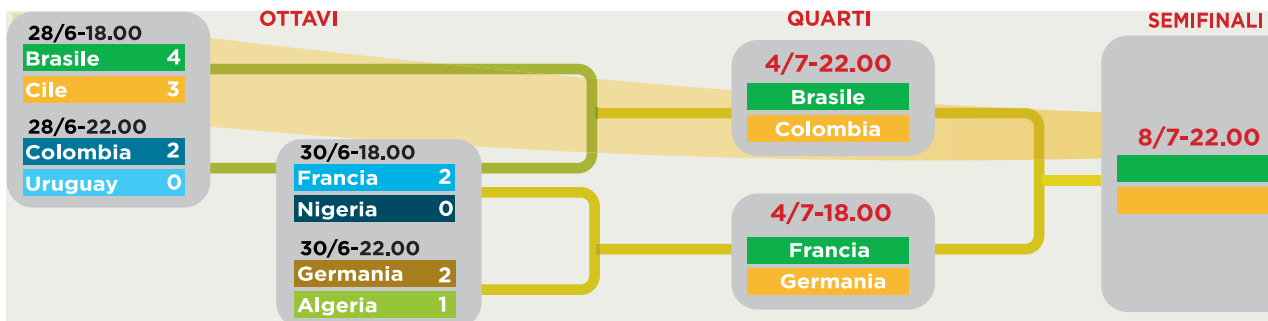 OTTAVI
QUARTI
SEMIFINALI
28/6-18.00
Brasile 4
Cile 3
28/6-22.00
Colombia 2
Uruguay 0
30/6-18.00
Francia 2
Nigeria 0
30/6-22.00
Germania 2
Algeria 1
4/7-22.00
Brasile
Colombia
4/7-18.00
Francia
Germania
8/7-22.00